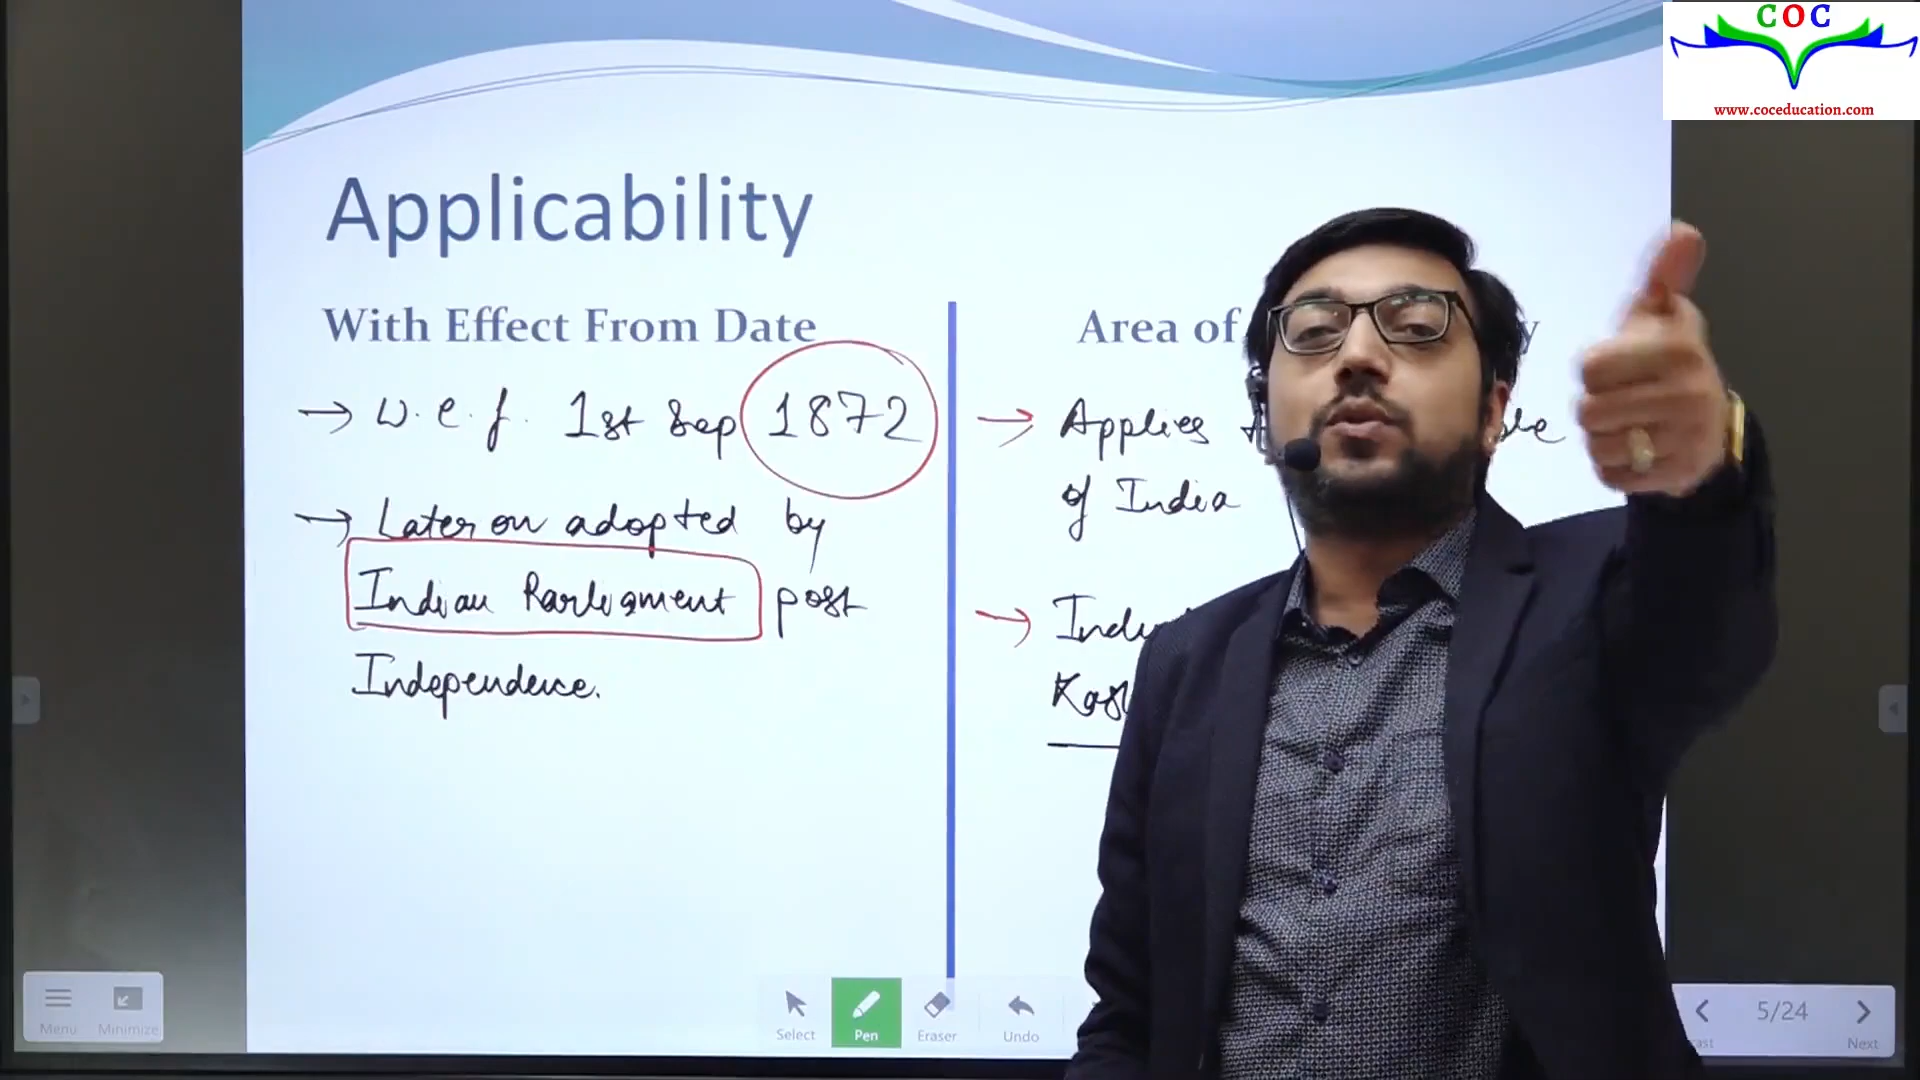 COC
www.coceducation.com
Applicability
With Effect From Date
→ w.e.f. 1st Sep 1872
→ Later on adopted by
Indian Parliament post
Independence.
Area of
→ Applies
of India
→
Menu
Minimize
Select
Pen
Eraser
Undo
5/24
Next